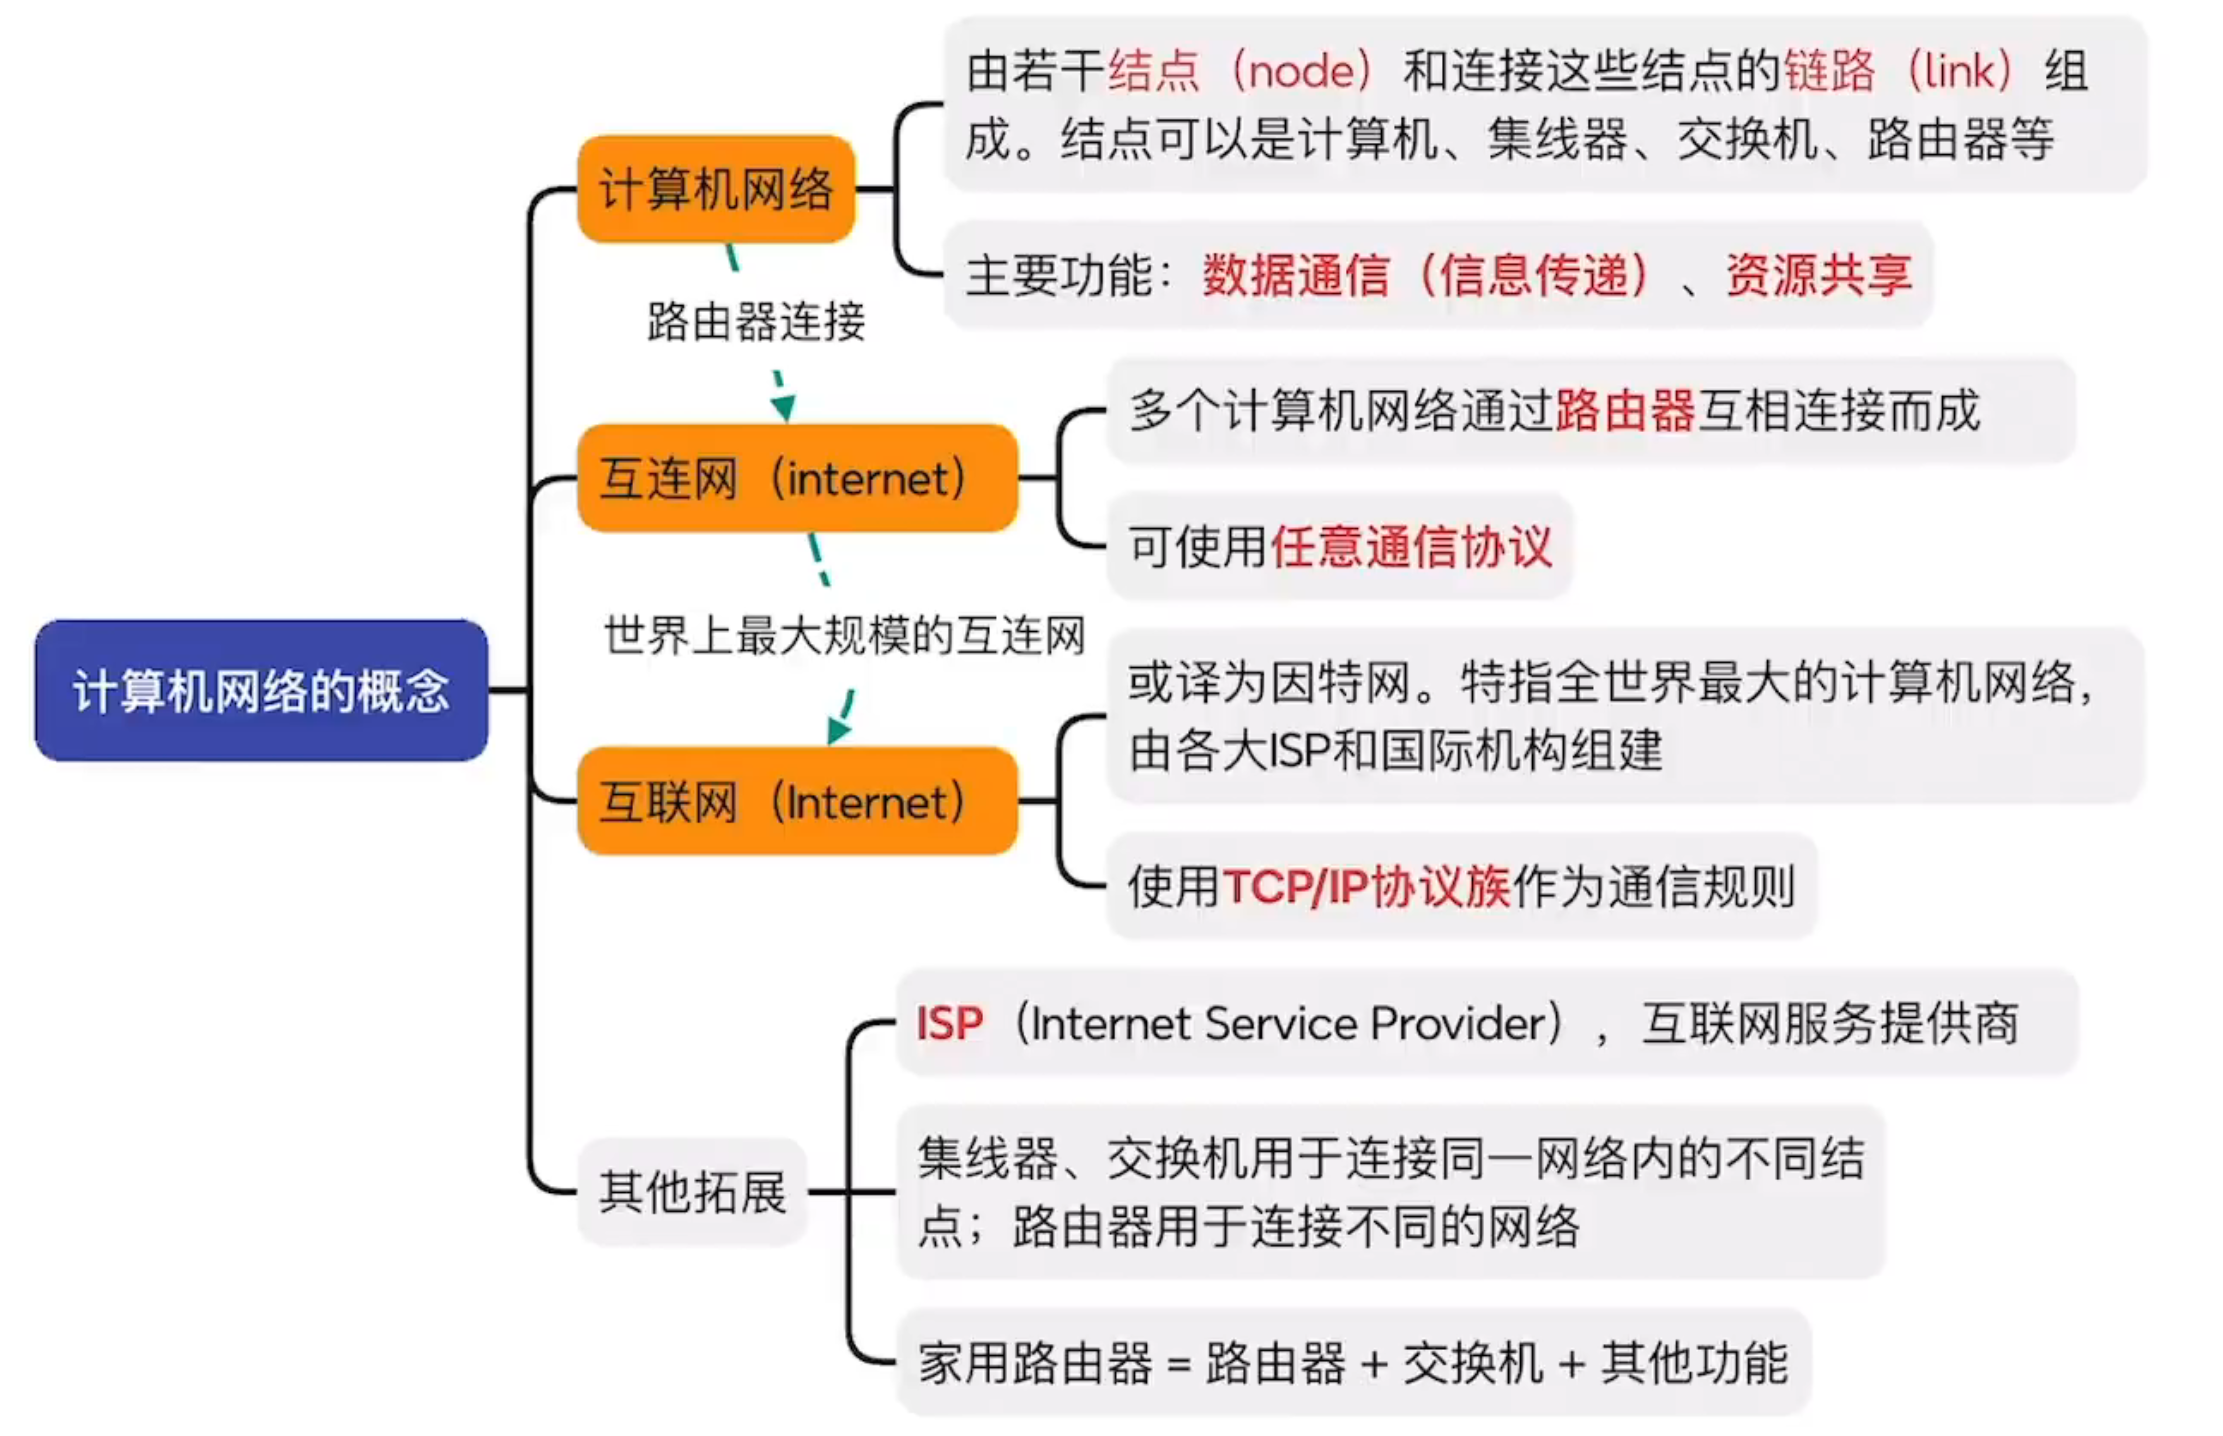 由若干结点（node）和连接这些结点的链路（link）组
成。结点可以是计算机、集线器、交换机、路由器等
计算机网络
主要功能：数据通信（信息传递）、资源共享
路由器连接
多个计算机网络通过路由器互相连接而成
互连网（internet）
可使用任意通信协议
世界上最大规模的互连网
计算机网络的概念
或译为因特网。特指全世界最大的计算机网络，
由各大ISP和国际机构组建
互联网（Internet）
使用TCP/IP协议族作为通信规则
ISP（Internet Service Provider），互联网服务提供商
其他拓展
集线器、交换机用于连接同一网络内的不同结
点；路由器用于连接不同的网络
家用路由器 = 路由器 + 交换机 + 其他功能